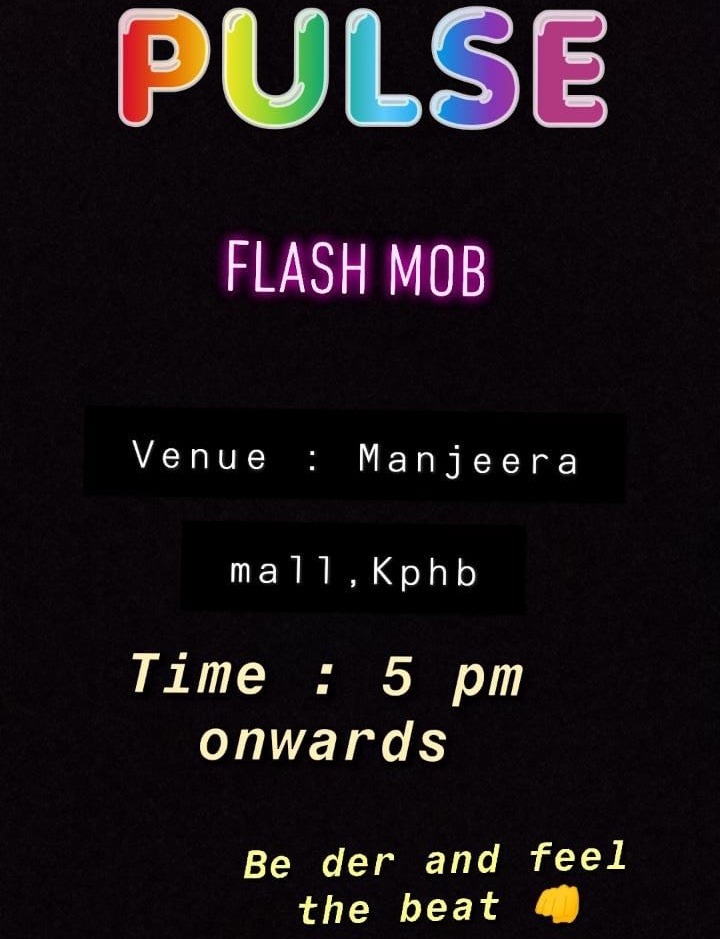 PULSE
FLASH MOB
Venue : Manjeera
mall,Kphb
Time : 5 pm
onwards
Be der and feel
the beat 👊